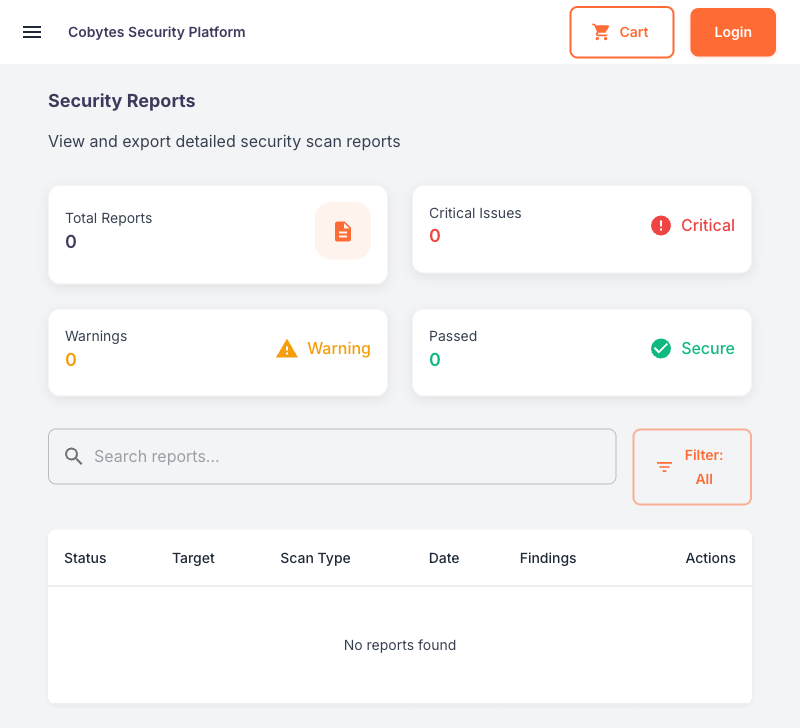 Cobytes Security Platform
Cart
Login
Security Reports
View and export detailed security scan reports
Total Reports
0
Critical Issues
0
Critical
Warnings
0
Warning
Passed
0
Secure
Search reports...
Filter:
All
Status Target Scan Type Date Findings Actions
No reports found